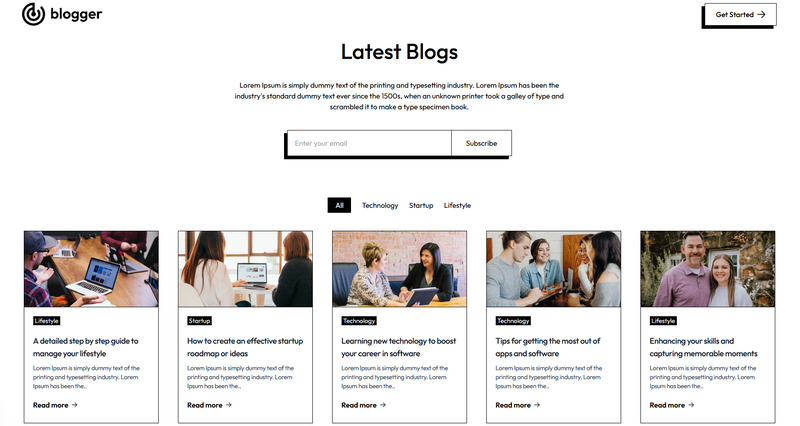 blogger
Get Started
Latest Blogs
Lorem Ipsum is simply dummy text of the printing and typesetting industry. Lorem Ipsum has been the
industry's standard dummy text ever since the 1500s, when an unknown printer took a galley of type and
scrambled it to make a type specimen book.
Enter your email
Subscribe
All
Technology
Startup
Lifestyle
Lifestyle
A detailed step by step guide to
manage your lifestyle
Lorem Ipsum is simply dummy text of the
printing and typesetting industry. Lorem
Ipsum has been the..
Read more
Startup
How to create an effective startup
roadmap or ideas
Lorem Ipsum is simply dummy text of the
printing and typesetting industry. Lorem
Ipsum has been the..
Read more
Technology
Learning new technology to boost
your career in software
Lorem Ipsum is simply dummy text of the
printing and typesetting industry. Lorem
Ipsum has been the..
Read more
Technology
Tips for getting the most out of
apps and software
Lorem Ipsum is simply dummy text of the
printing and typesetting industry. Lorem
Ipsum has been the..
Read more
Lifestyle
Enhancing your skills and
capturing memorable moments
Lorem Ipsum is simply dummy text of the
printing and typesetting industry. Lorem
Ipsum has been the..
Read more